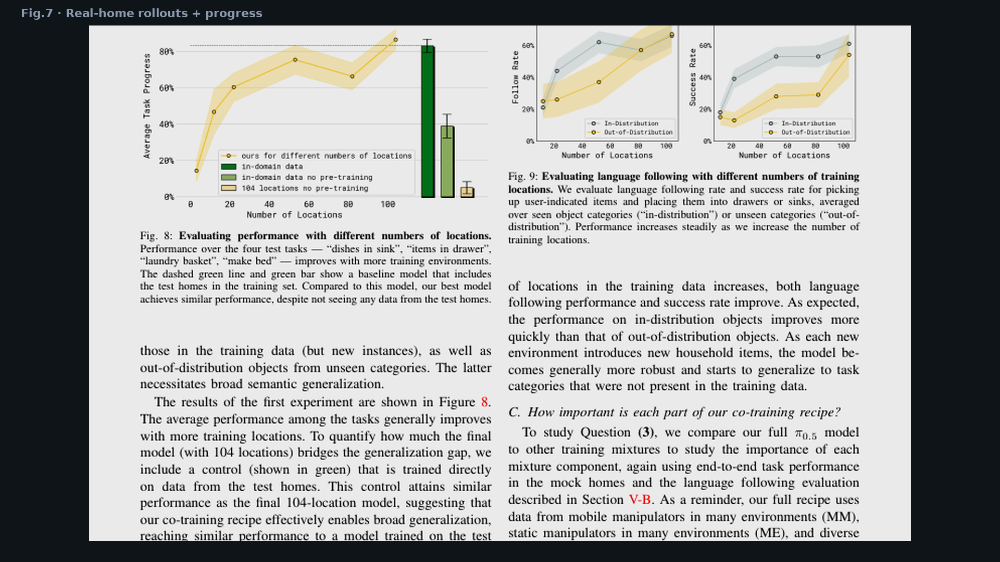 Fig.7 · Real-home rollouts + progress
80%
60%
40%
20%
0%
Average Task Progress
ours for different numbers of locations
in-domain data
in-domain data no pre-training
104 locations no pre-training
0 20 40 60 80 100
Number of Locations
Fig. 8: Evaluating performance with different numbers of locations.
Performance over the four test tasks — “dishes in sink”, “items in drawer”,
“laundry basket”, “make bed” — improves with more training environments.
The dashed green line and green bar show a baseline model that includes
the test homes in the training set. Compared to this model, our best model
achieves similar performance, despite not seeing any data from the test homes.
those in the training data (but new instances), as well as
out-of-distribution objects from unseen categories. The latter
necessitates broad semantic generalization.
The results of the first experiment are shown in Figure 8.
The average performance among the tasks generally improves
with more training locations. To quantify how much the final
model (with 104 locations) bridges the generalization gap, we
include a control (shown in green) that is trained directly
on data from the test homes. This control attains similar
performance as the final 104-location model, suggesting that
our co-training recipe effectively enables broad generalization,
reaching similar performance to a model trained on the test
60%
40%
20%
0%
Follow Rate
In-Distribution
Out-of-Distribution
20 40 60 80 100
Number of Locations
60%
40%
20%
0%
Success Rate
In-Distribution
Out-of-Distribution
20 40 60 80 100
Number of Locations
Fig. 9: Evaluating language following with different numbers of training
locations. We evaluate language following rate and success rate for picking
up user-indicated items and placing them into drawers or sinks, averaged
over seen object categories (“in-distribution”) or unseen categories (“out-of-
distribution”). Performance increases steadily as we increase the number of
training locations.
of locations in the training data increases, both language
following performance and success rate improve. As expected,
the performance on in-distribution objects improves more
quickly than that of out-of-distribution objects. As each new
environment introduces new household items, the model be-
comes generally more robust and starts to generalize to task
categories that were not present in the training data.
C. How important is each part of our co-training recipe?
To study Question (3), we compare our full π0.5 model
to other training mixtures to study the importance of each
mixture component, again using end-to-end task performance
in the mock homes and the language following evaluation
described in Section V-B. As a reminder, our full recipe uses
data from mobile manipulators in many environments (MM),
static manipulators in many environments (ME), and diverse